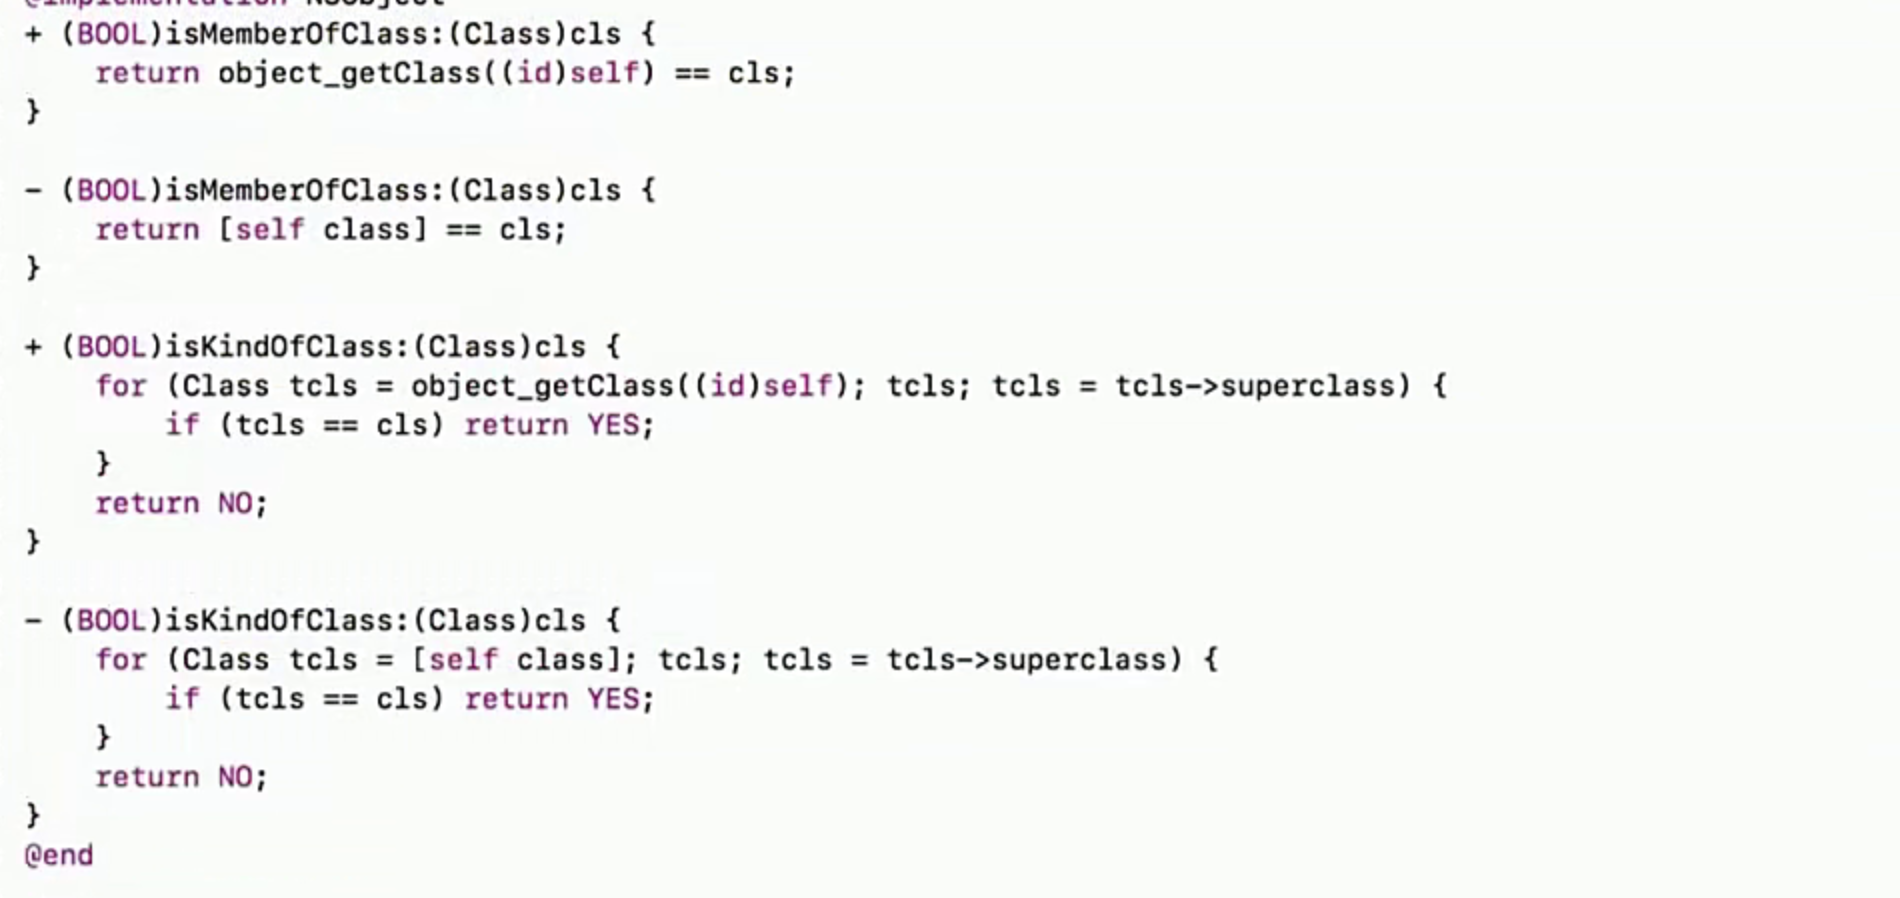 @implementation NSObject
+ (BOOL)isMemberOfClass:(Class)cls {
    return object_getClass((id)self) == cls;
}

- (BOOL)isMemberOfClass:(Class)cls {
    return [self class] == cls;
}

+ (BOOL)isKindOfClass:(Class)cls {
    for (Class tcls = object_getClass((id)self); tcls; tcls = tcls->superclass) {
        if (tcls == cls) return YES;
    }
    return NO;
}

- (BOOL)isKindOfClass:(Class)cls {
    for (Class tcls = [self class]; tcls; tcls = tcls->superclass) {
        if (tcls == cls) return YES;
    }
    return NO;
}
@end